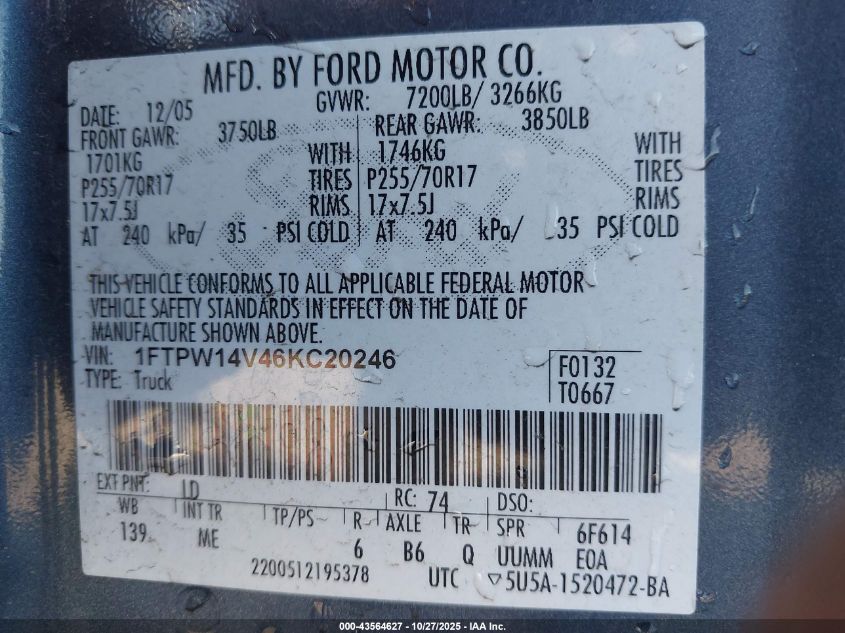 MFD. BY FORD MOTOR CO.
DATE: 12/05 GVWR: 7200LB/ 3266KG
FRONT GAWR: 3750LB REAR GAWR: 3850LB
1701KG WITH 1746KG WITH
P255/70R17 TIRES P255/70R17 TIRES
17x7.5J RIMS 17x7.5J RIMS
AT 240 kPa/ 35 PSI COLD AT 240 kPa/ 35 PSI COLD
THIS VEHICLE CONFORMS TO ALL APPLICABLE FEDERAL MOTOR
VEHICLE SAFETY STANDARDS IN EFFECT ON THE DATE OF
MANUFACTURE SHOWN ABOVE.
VIN: 1FTPW14V46KC20246 F0132
TYPE: Truck T0667
EXT PNT: LD RC: 74 DSO:
WB INT TR TP/PS R AXLE TR SPR 6F614
139 ME 6 B6 Q UUMM EOA
2200512195378 UTC ▽5U5A-1520472-BA
000-43564627 - 10/27/2025 - IAA Inc.